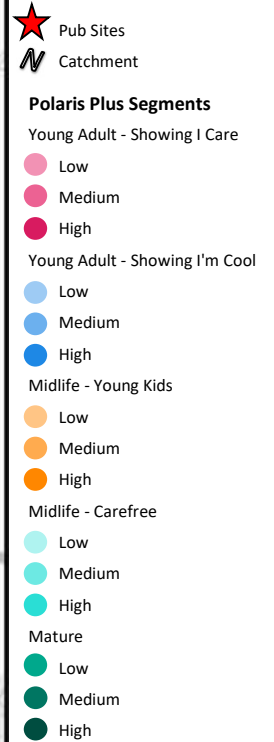 Pub Sites
Catchment
Polaris Plus Segments
Young Adult - Showing I Care
Low
Medium
High
Young Adult - Showing I'm Cool
Low
Medium
High
Midlife - Young Kids
Low
Medium
High
Midlife - Carefree
Low
Medium
High
Mature
Low
Medium
High